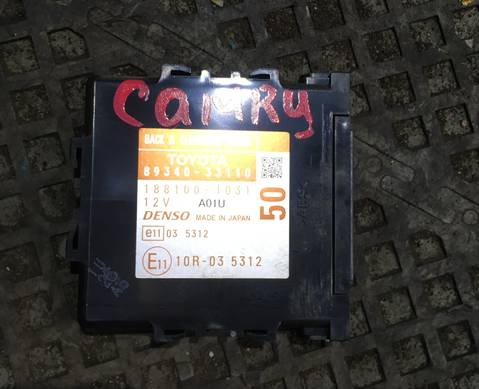 CAMRY
BACK &
TOYOTA
89340-33110
188100-1031
12V A01U
50
DENSO MADE IN JAPAN
e11 03 5312
E11 10R-03 5312